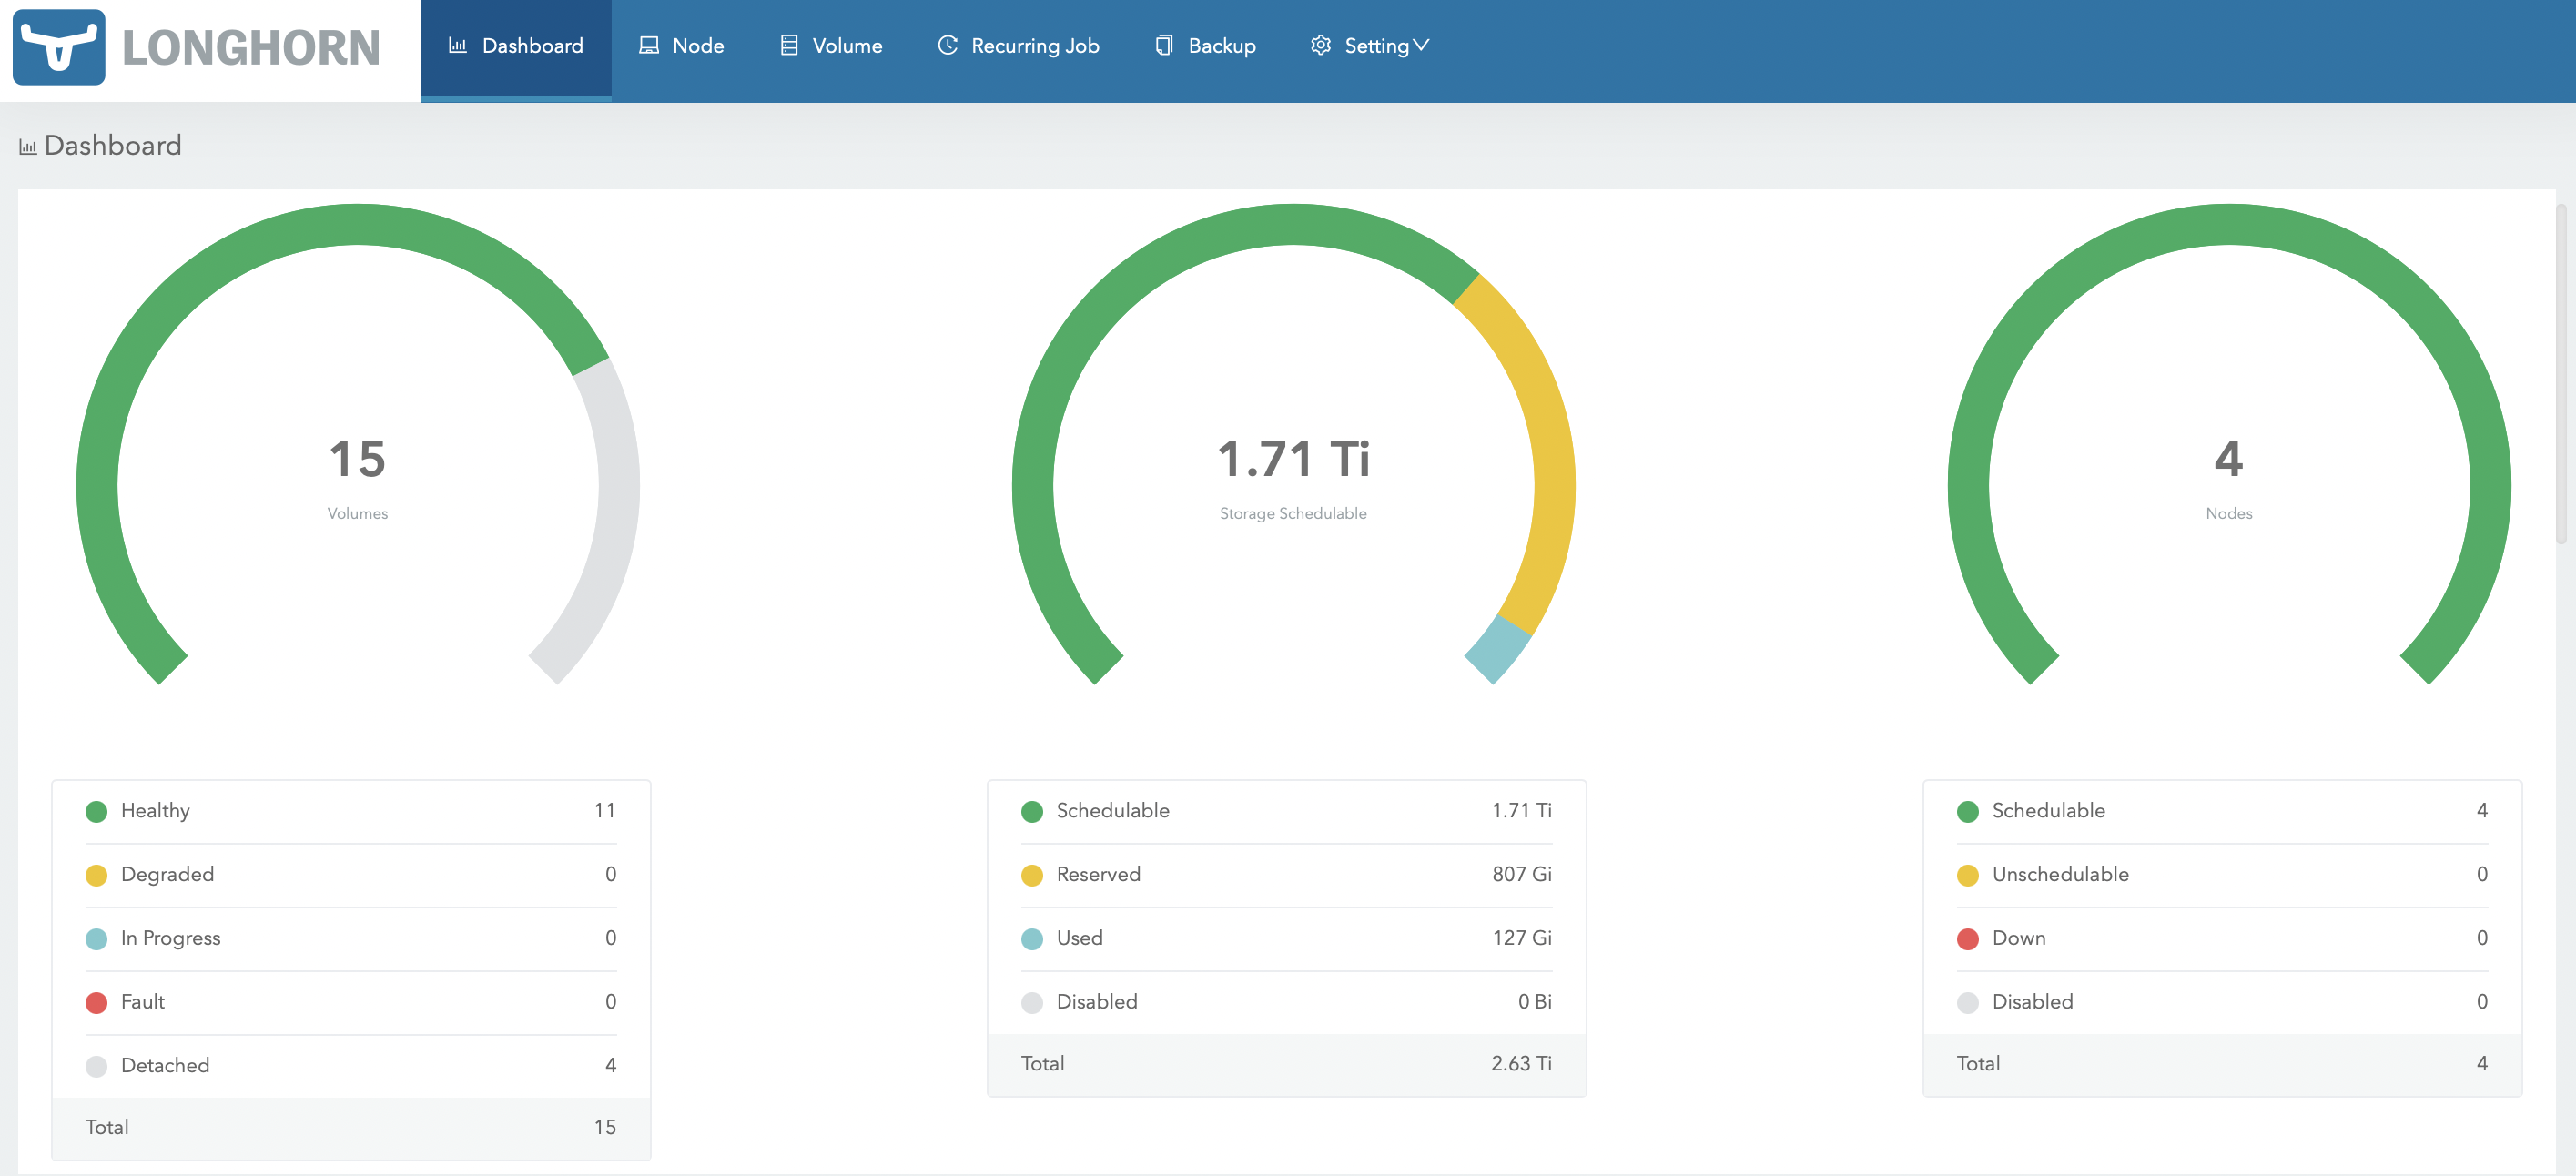 LONGHORN
Dashboard
Node
Volume
Recurring Job
Backup
Setting
Dashboard
15
Volumes
Healthy 11
Degraded 0
In Progress 0
Fault 0
Detached 4
Total 15
1.71 Ti
Storage Schedulable
Schedulable 1.71 Ti
Reserved 807 Gi
Used 127 Gi
Disabled 0 Bi
Total 2.63 Ti
4
Nodes
Schedulable 4
Unschedulable 0
Down 0
Disabled 0
Total 4